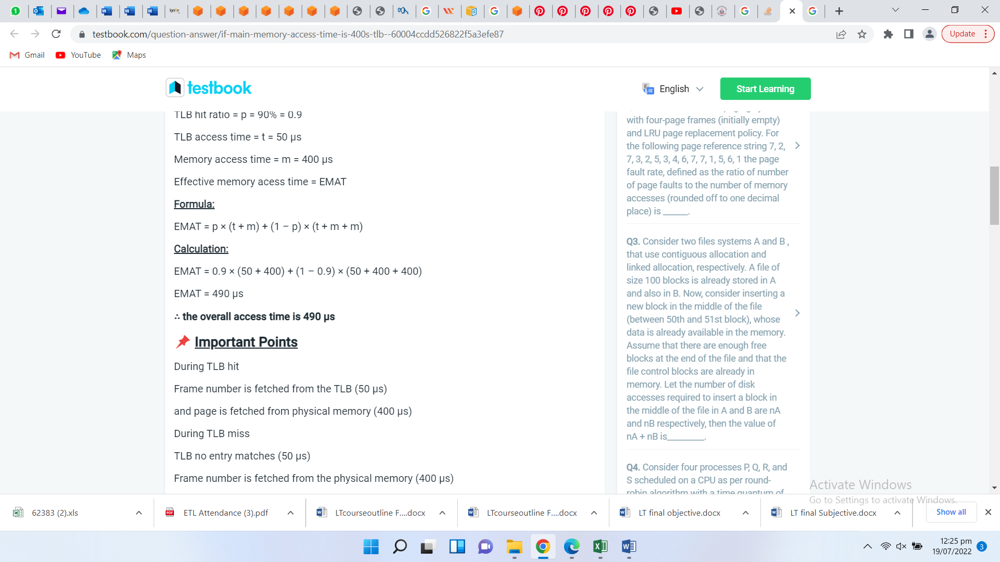 testbook.com/question-answer/if-main-memory-access-time-is-400s-tlb--60004ccdd526822f5a3efe87
Update
Gmail
YouTube
Maps
testbook
English
Start Learning
TLB hit ratio = p = 90% = 0.9
TLB access time = t = 50 μs
Memory access time = m = 400 μs
Effective memory acess time = EMAT
Formula:
EMAT = p × (t + m) + (1 – p) × (t + m + m)
Calculation:
EMAT = 0.9 × (50 + 400) + (1 – 0.9) × (50 + 400 + 400)
EMAT = 490 μs
∴ the overall access time is 490 μs
Important Points
During TLB hit
Frame number is fetched from the TLB (50 μs)
and page is fetched from physical memory (400 μs)
During TLB miss
TLB no entry matches (50 μs)
Frame number is fetched from the physical memory (400 μs)
with four-page frames (initially empty)
and LRU page replacement policy. For
the following page reference string 7, 2,
7, 3, 2, 5, 3, 4, 6, 7, 7, 1, 5, 6, 1 the page
fault rate, defined as the ratio of number
of page faults to the number of memory
accesses (rounded off to one decimal
place) is ______.
Q3. Consider two files systems A and B ,
that use contiguous allocation and
linked allocation, respectively. A file of
size 100 blocks is already stored in A
and also in B. Now, consider inserting a
new block in the middle of the file
(between 50th and 51st block), whose
data is already available in the memory.
Assume that there are enough free
blocks at the end of the file and that the
file control blocks are already in
memory. Let the number of disk
accesses required to insert a block in
the middle of the file in A and B are nA
and nB respectively, then the value of
nA + nB is_________.
Q4. Consider four processes P, Q, R, and
S scheduled on a CPU as per round-
robin algorithm with a time quantum of
Activate Windows
Go to Settings to activate Windows.
62383 (2).xls
ETL Attendance (3).pdf
LTcourseoutline F....docx
LTcourseoutline F....docx
LT final objective.docx
LT final Subjective.docx
Show all
12:25 pm
19/07/2022
3